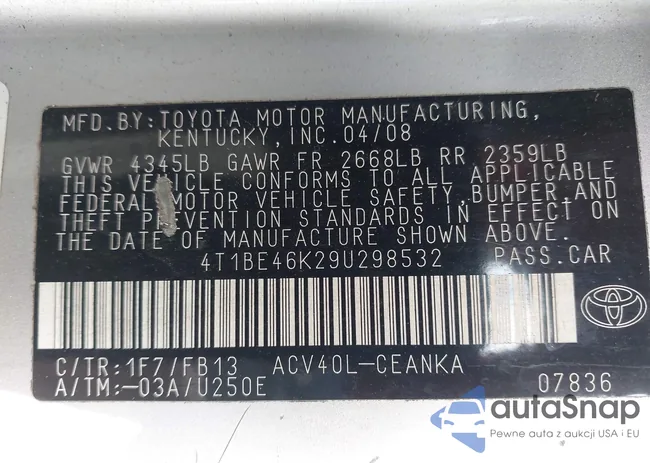 MFD. BY: TOYOTA MOTOR MANUFACTURING,
KENTUCKY, INC. 04/08
GVWR 4345LB GAWR FR 2668LB RR 2359LB
THIS VEHICLE CONFORMS TO ALL APPLICABLE
FEDERAL MOTOR VEHICLE SAFETY, BUMPER, AND
THEFT PREVENTION STANDARDS IN EFFECT ON
THE DATE OF MANUFACTURE SHOWN ABOVE.
4T1BE46K29U298532 PASS. CAR
C/TR: 1F7/FB13 ACV40L-CEANKA
A/TM: -03A/U250E 07836
autoSnap
Pewne auta z aukcji USA i EU